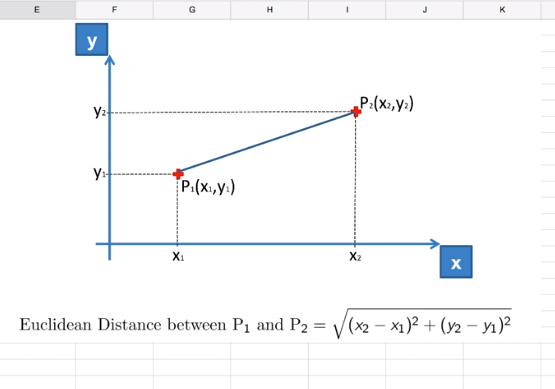 E F G H I J K
y
y₂
P₂(x₂,y₂)
y₁
P₁(x₁,y₁)
x₁
x₂
x
Euclidean Distance between P₁ and P₂ = √(x₂ − x₁)² + (y₂ − y₁)²